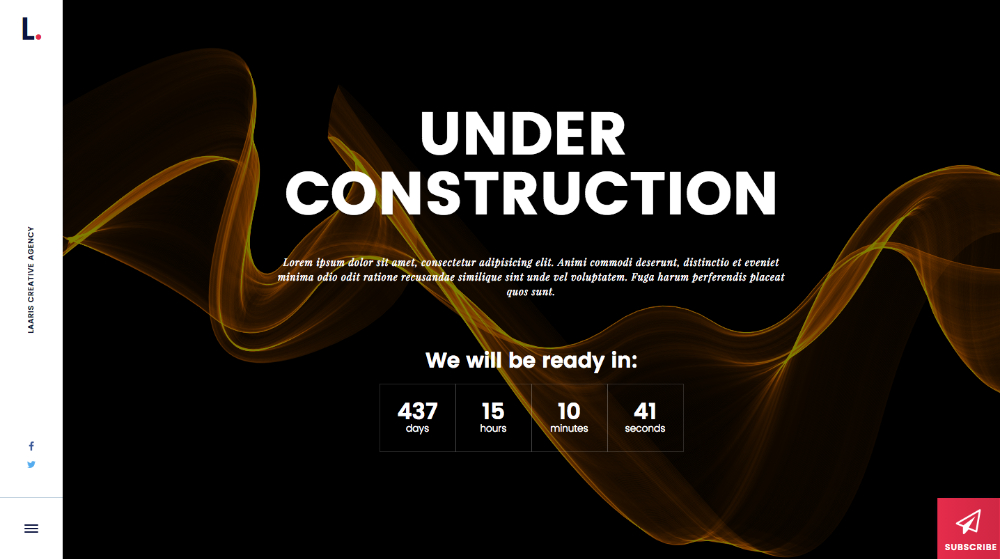 L.
LAARIS CREATIVE AGENCY
UNDER
CONSTRUCTION
Lorem ipsum dolor sit amet, consectetur adipisicing elit. Animi commodi deserunt, distinctio et eveniet
minima odio odit ratione recusandae similique sint unde vel voluptatem. Fuga harum perferendis placeat
quos sunt.
We will be ready in:
437 15 10 41
days hours minutes seconds
SUBSCRIBE